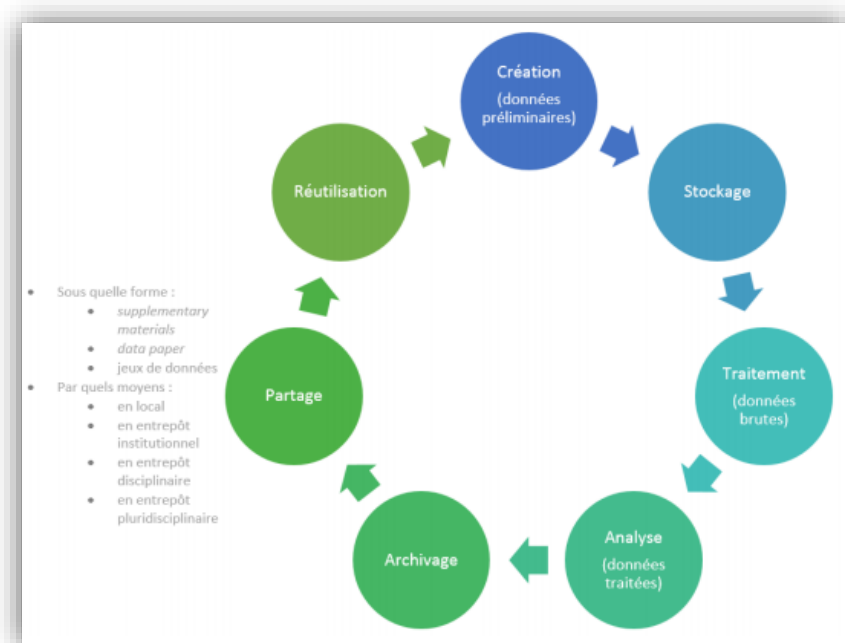 Création
(données
préliminaires)
Stockage
Traitement
(données
brutes)
Analyse
(données
traitées)
Archivage
Partage
Réutilisation
• Sous quelle forme :
• supplementary
materials
• data paper
• jeux de données
• Par quels moyens :
• en local
• en entrepôt
institutionnel
• en entrepôt
disciplinaire
• en entrepôt
pluridisciplinaire